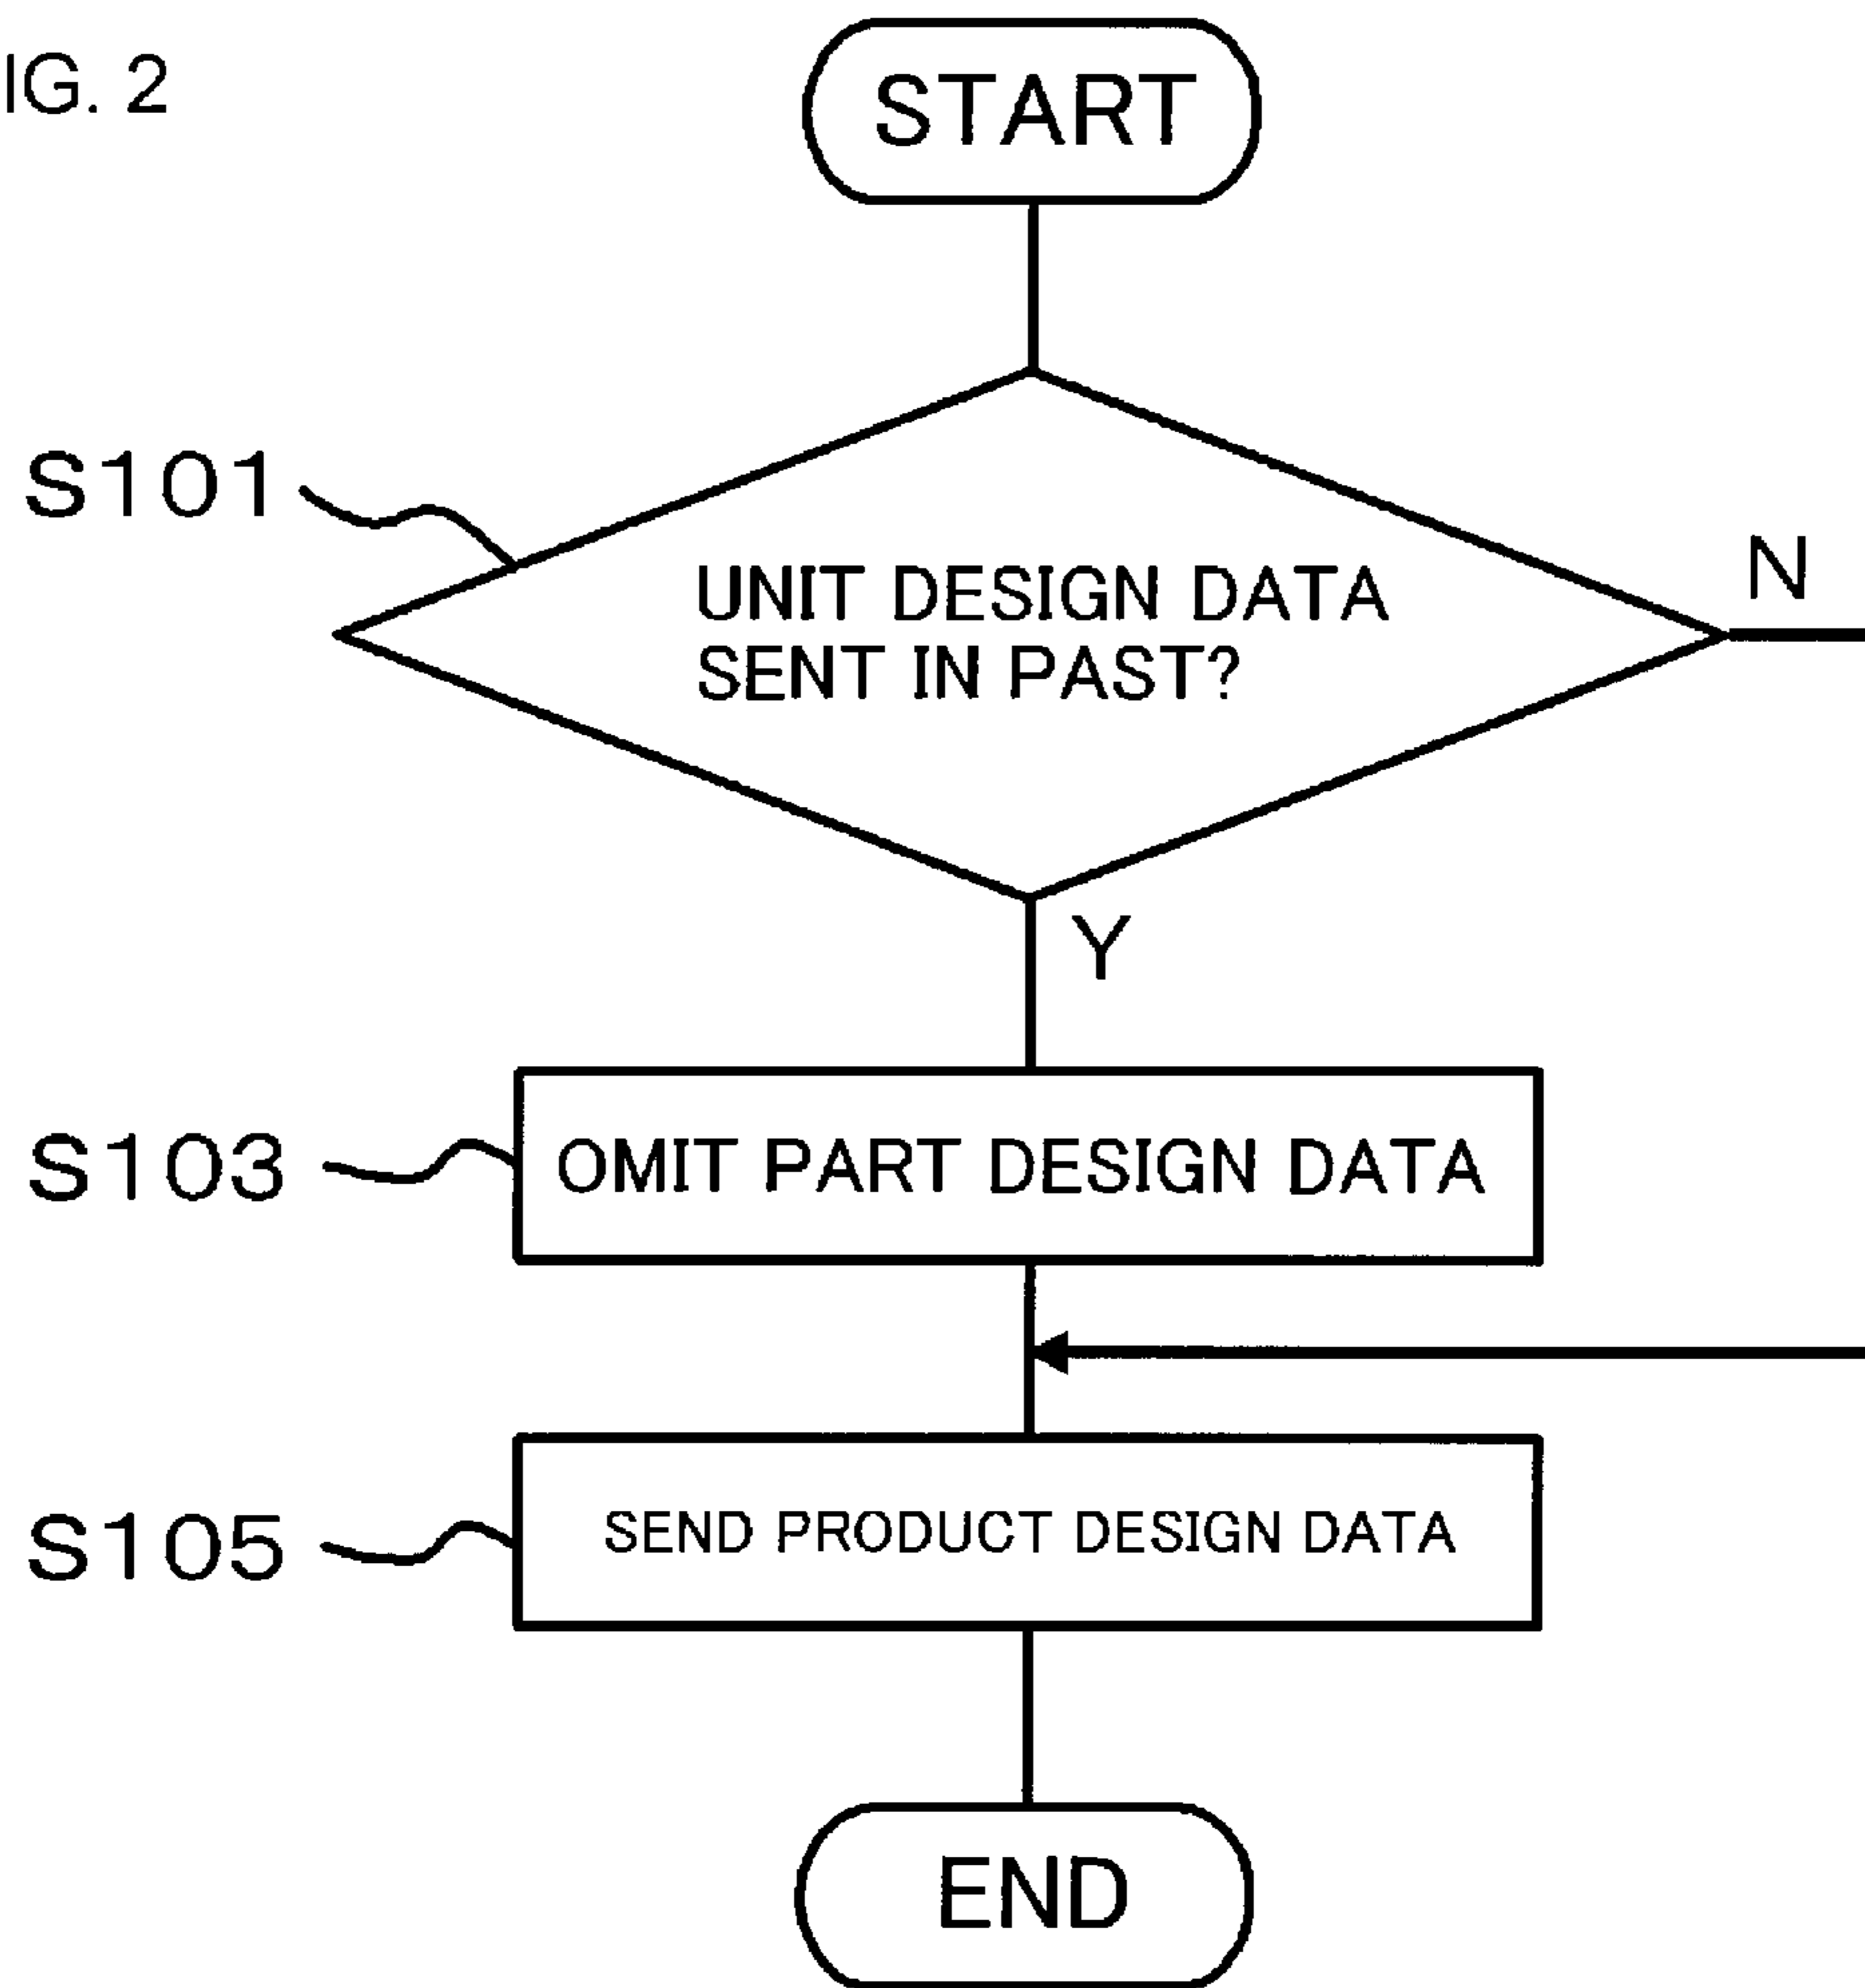 IG. 2
START
S101
UNIT DESIGN DATA
SENT IN PAST?
N
Y
S103
OMIT PART DESIGN DATA
S105
SEND PRODUCT DESIGN DATA
END